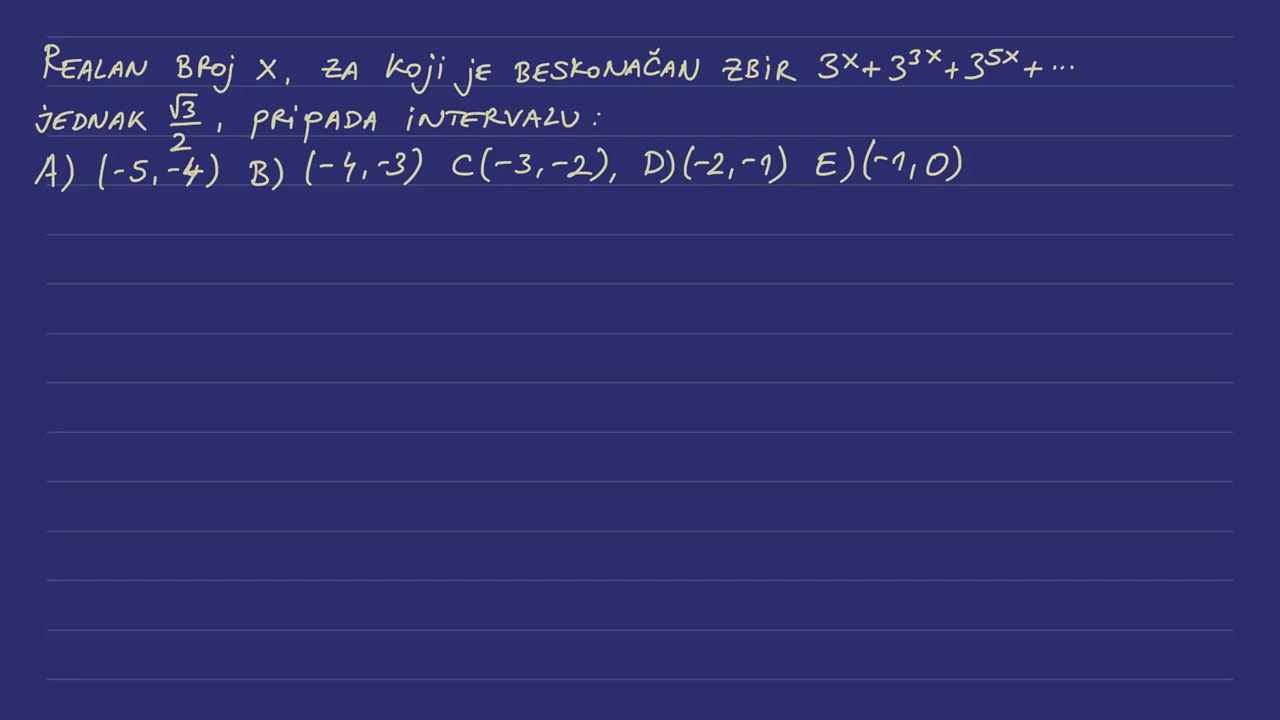 REALAN BROJ X, ZA KOJI JE BESKONAČAN ZBIR 3^x + 3^3x + 3^5x + ...
JEDNAK √3/2, PRIPADA INTERVALU:
A) (-5,-4) B) (-4,-3) C(-3,-2), D)(-2,-1) E)(-1,0)